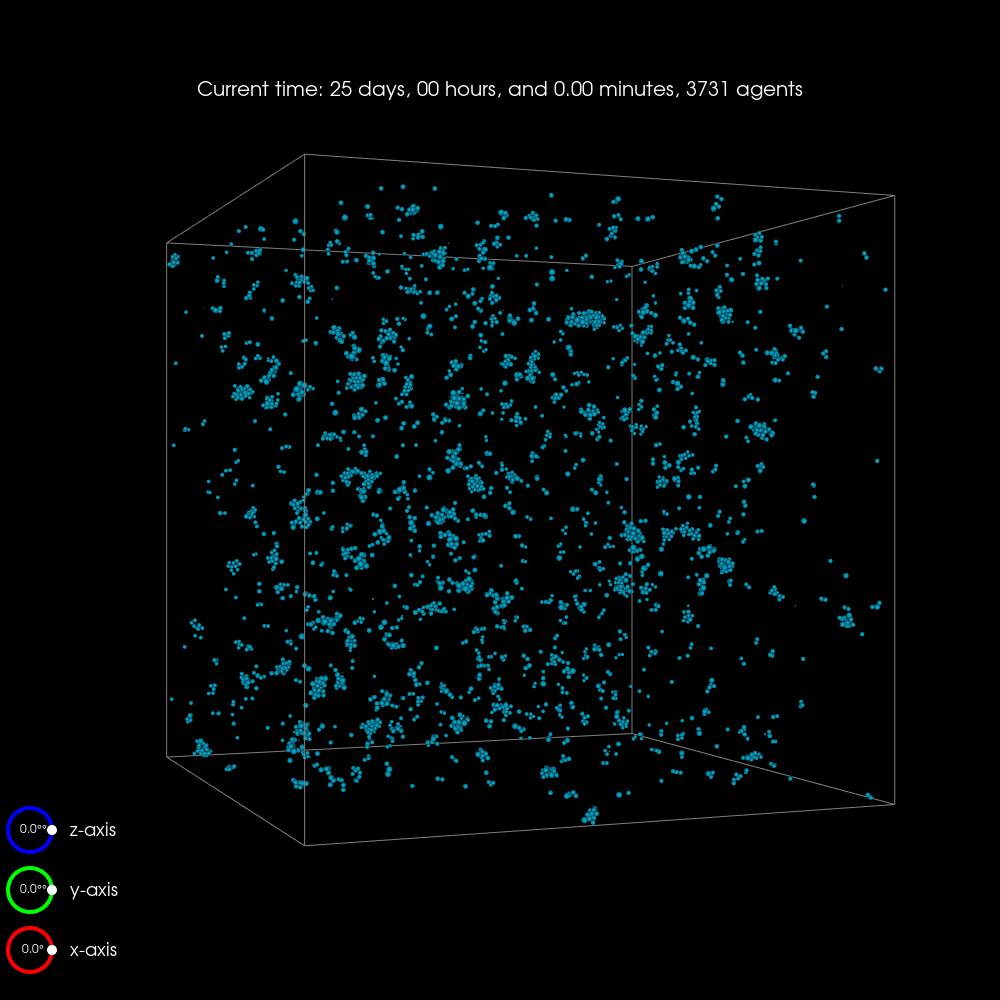 Current time: 25 days, 00 hours, and 0.00 minutes, 3731 agents
0.0°° z-axis
0.0°° y-axis
0.0° x-axis